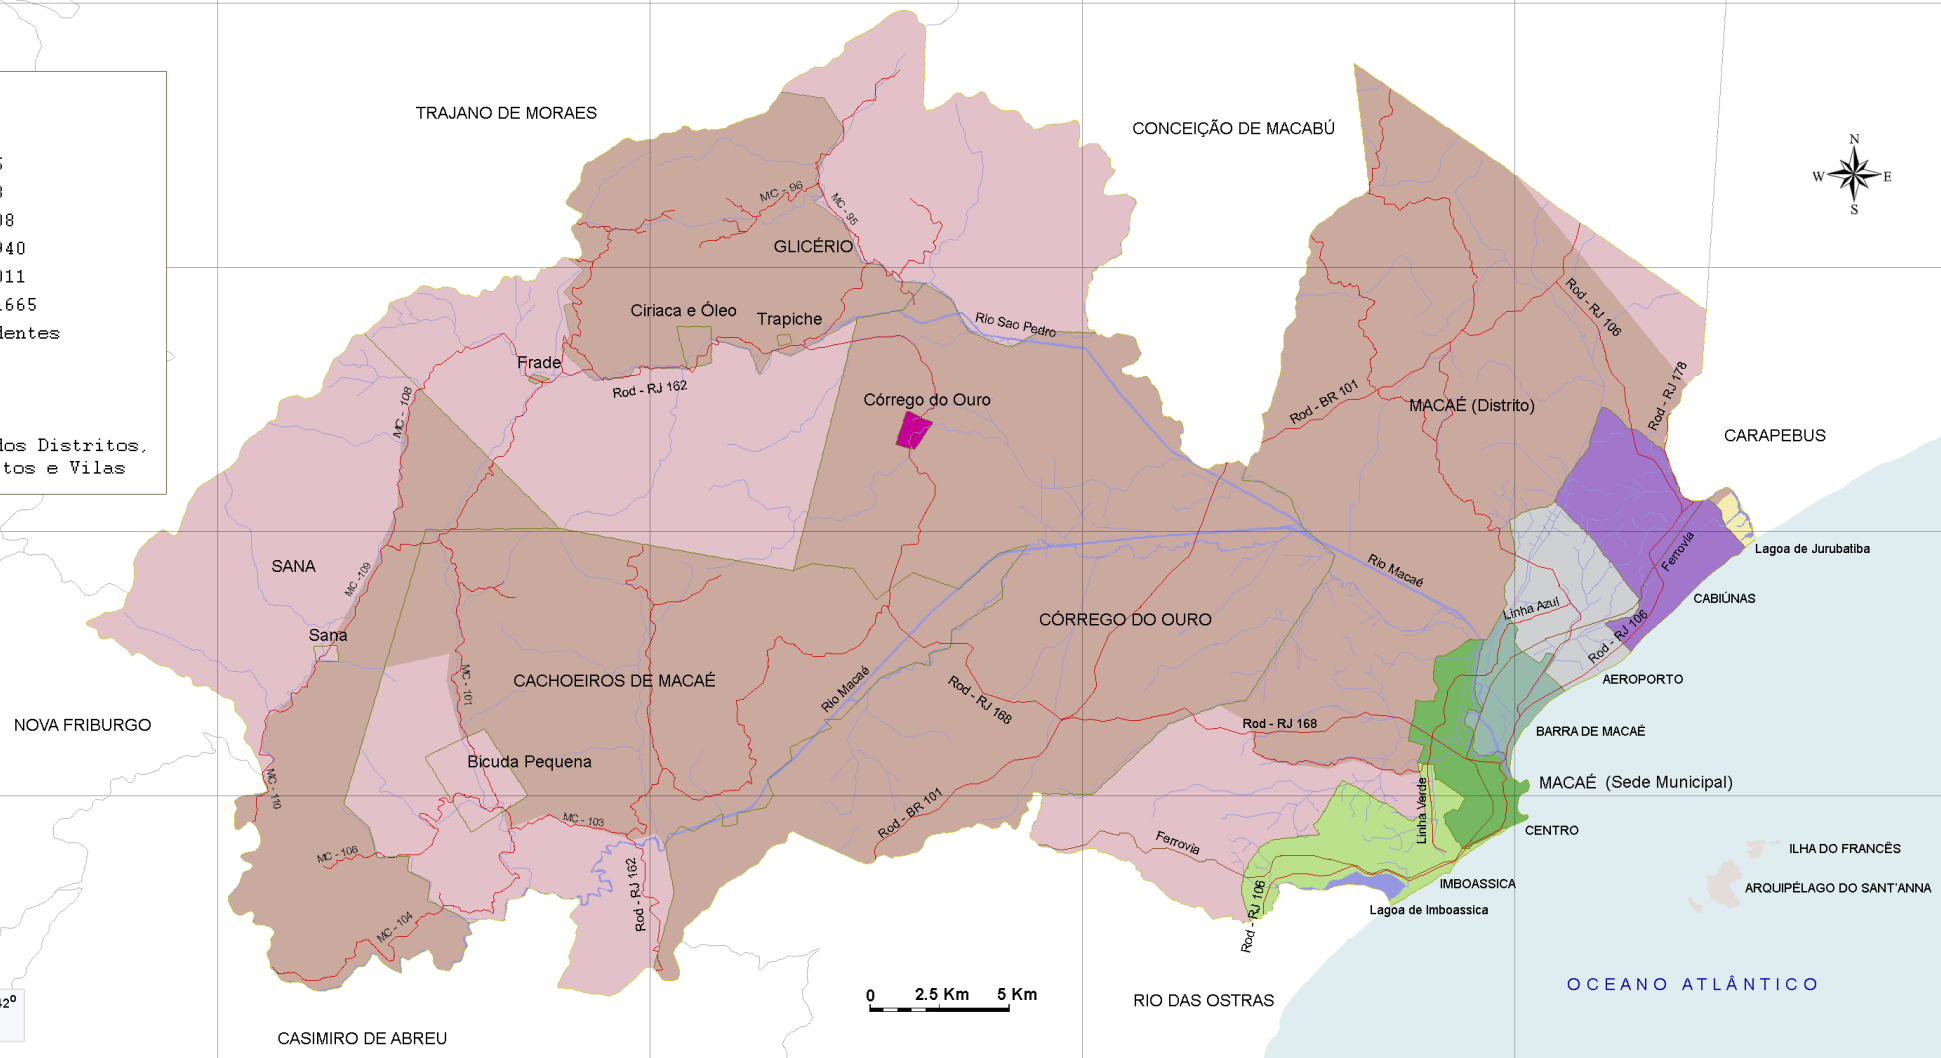 TRAJANO DE MORAES
CONCEIÇÃO DE MACABÚ
N
W
E
S
08
940
011
1665
dentes
dos Distritos,
tos e Vilas
MC - 96
MC - 95
GLICÉRIO
Ciriaca e Óleo
Trapiche
Rio Sao Pedro
Rod - RJ 106
Frade
Rod - RJ 162
MC - 108
Córrego do Ouro
Rod - BR 101
MACAÉ (Distrito)
Rod - RJ 178
CARAPEBUS
Lagoa de Jurubatiba
Ferrovia
SANA
MC -109
Rio Macaé
CABIÚNAS
Linha Azul
Sana
CÓRREGO DO OURO
Rod - RJ 106
AEROPORTO
CACHOEIROS DE MACAÉ
MC - 101
Rio Macaé
Rod - RJ 168
Rod - RJ 168
NOVA FRIBURGO
BARRA DE MACAÉ
Bicuda Pequena
MC - 110
MACAÉ (Sede Municipal)
Linha Verde
Rod - BR 101
MC - 103
CENTRO
Ferrovia
MC - 106
ILHA DO FRANCÊS
IMBOASSICA
ARQUIPÉLAGO DO SANT'ANNA
Rod - RJ 162
Rod - RJ 106
Lagoa de Imboassica
MC - 104
OCEANO ATLÂNTICO
0 2.5 Km 5 Km
RIO DAS OSTRAS
42º
CASIMIRO DE ABREU